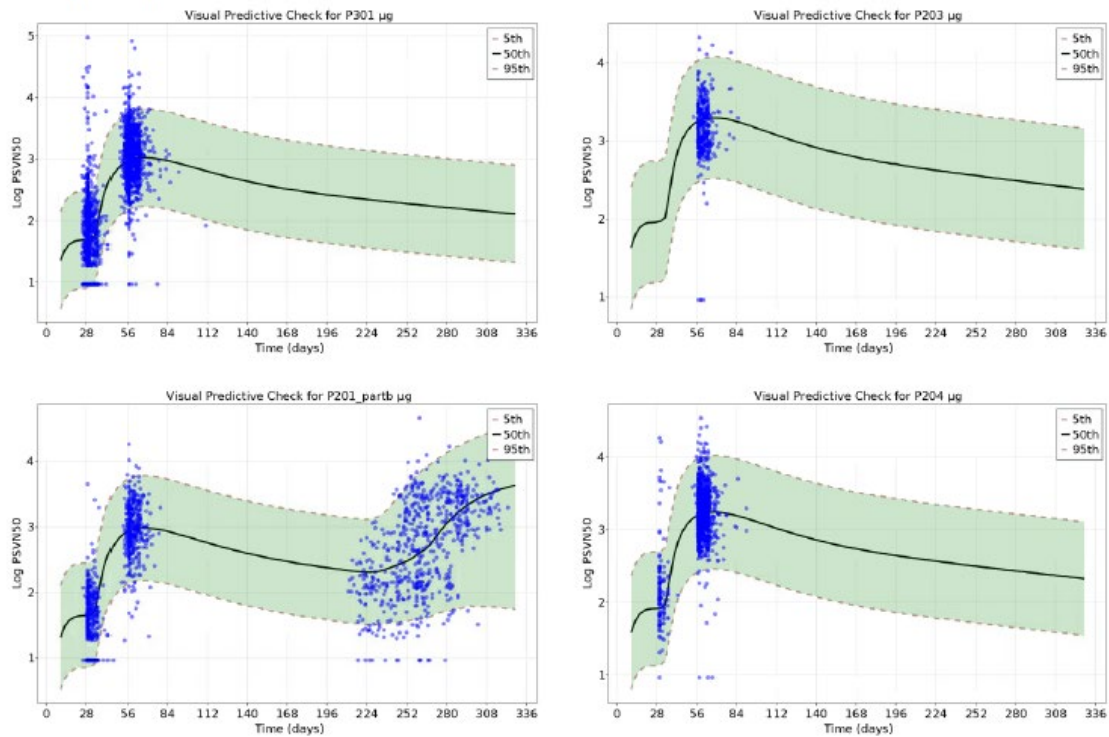 Visual Predictive Check for P301 µg
5
4
3
2
1
Log PSVN50
5th
50th
95th
0 28 56 84 112 140 168 196 224 252 280 308 336
Time (days)
Visual Predictive Check for P203 µg
4
3
2
1
Log PSVN50
5th
50th
95th
0 28 56 84 112 140 168 196 224 252 280 308 336
Time (days)
Visual Predictive Check for P201_partb µg
4
3
2
1
Log PSVN50
5th
50th
95th
0 28 56 84 112 140 168 196 224 252 280 308 336
Time (days)
Visual Predictive Check for P204 µg
4
3
2
1
Log PSVN50
5th
50th
95th
0 28 56 84 112 140 168 196 224 252 280 308 336
Time (days)